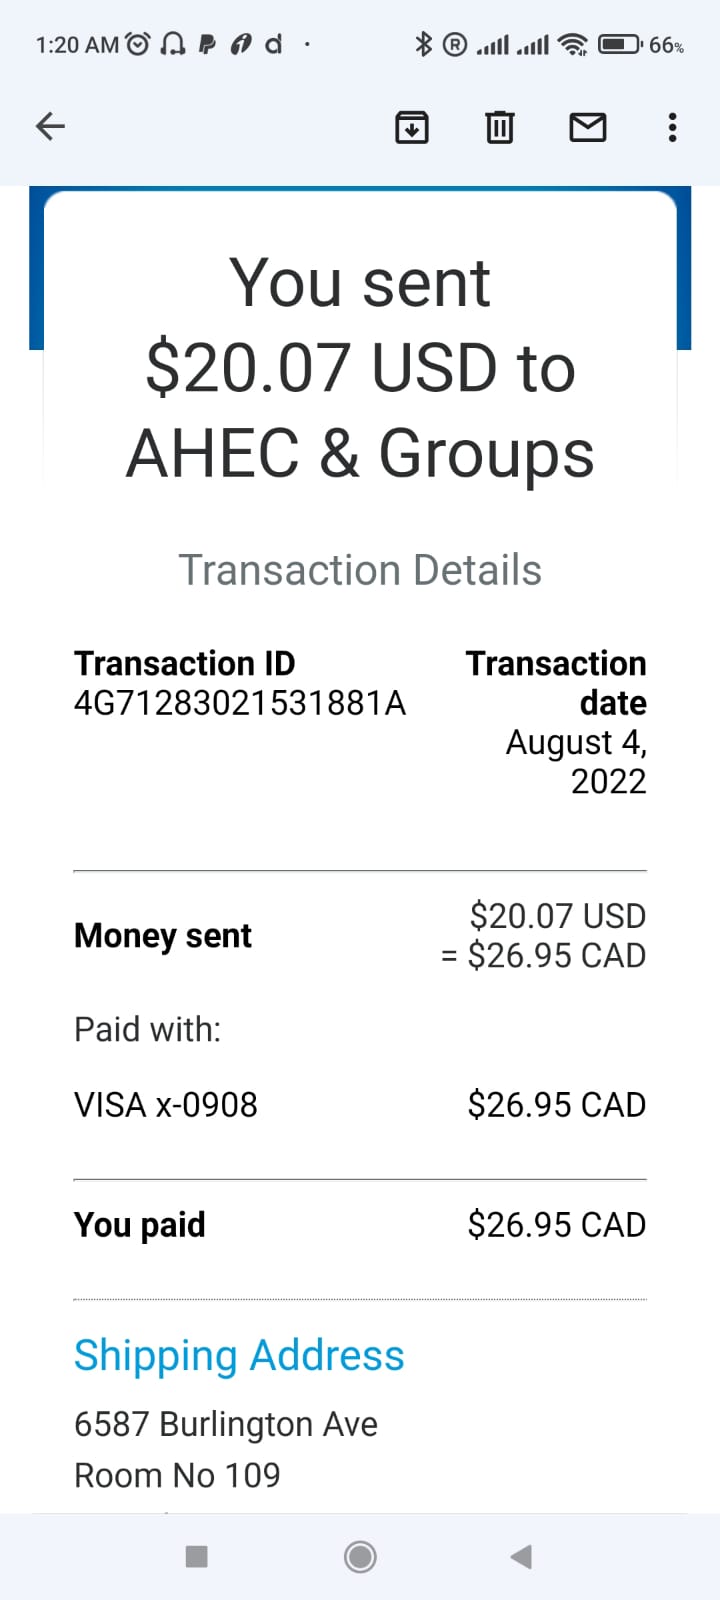 1:20 AM
66%
You sent
$20.07 USD to
AHEC & Groups
Transaction Details
Transaction ID
4G71283021531881A
Transaction
date
August 4,
2022
Money sent
$20.07 USD
= $26.95 CAD
Paid with:
VISA x-0908
$26.95 CAD
You paid
$26.95 CAD
Shipping Address
6587 Burlington Ave
Room No 109